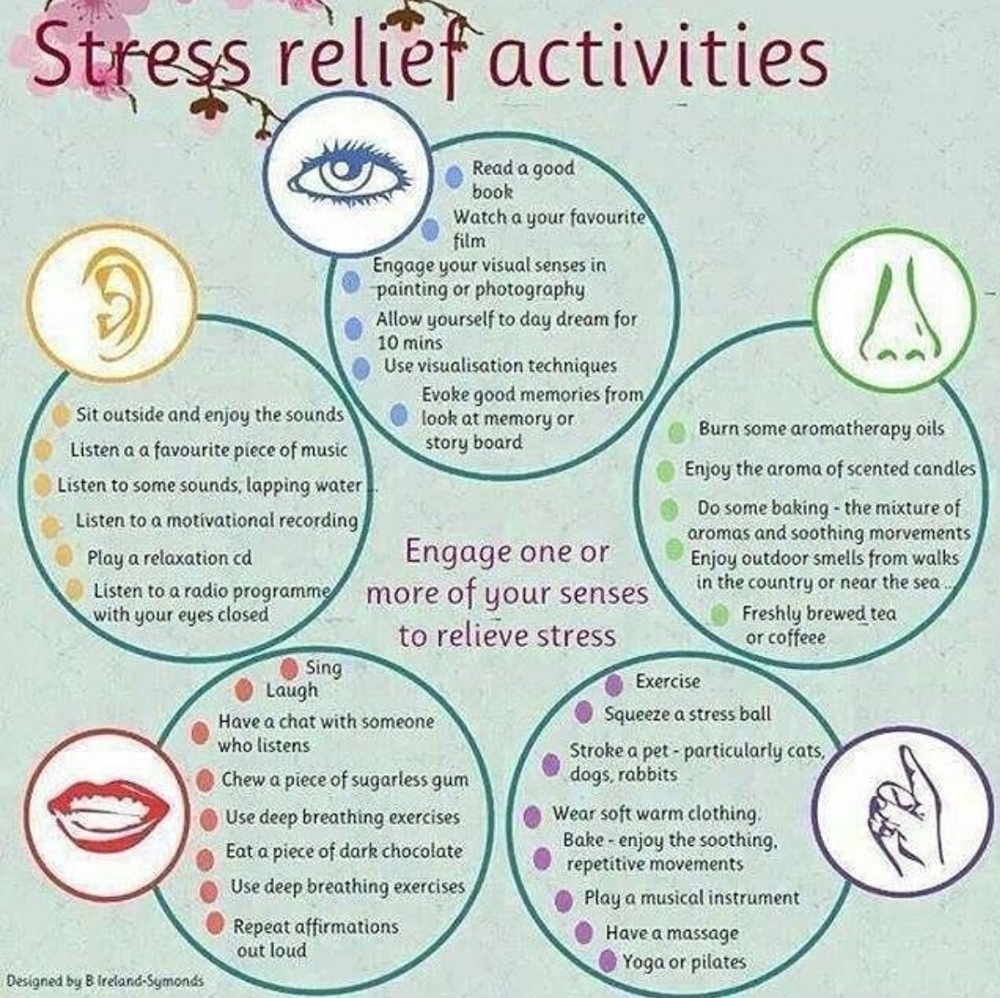 Stress relief activities
Read a good
book
Watch a your favourite
film
Engage your visual senses in
painting or photography
Allow yourself to day dream for
10 mins
Use visualisation techniques
Evoke good memories from
look at memory or
story board
Sit outside and enjoy the sounds
Listen a a favourite piece of music
Listen to some sounds, lapping water ...
Listen to a motivational recording
Play a relaxation cd
Listen to a radio programme
with your eyes closed
Burn some aromatherapy oils
Enjoy the aroma of scented candles
Do some baking - the mixture of
aromas and soothing morvements
Enjoy outdoor smells from walks
in the country or near the sea ...
Freshly brewed tea
or coffeee
Engage one or
more of your senses
to relieve stress
Sing
Laugh
Have a chat with someone
who listens
Chew a piece of sugarless gum
Use deep breathing exercises
Eat a piece of dark chocolate
Use deep breathing exercises
Repeat affirmations
out loud
Exercise
Squeeze a stress ball
Stroke a pet - particularly cats,
dogs, rabbits
Wear soft warm clothing.
Bake - enjoy the soothing,
repetitive movements
Play a musical instrument
Have a massage
Yoga or pilates
Designed by B Ireland-Symonds